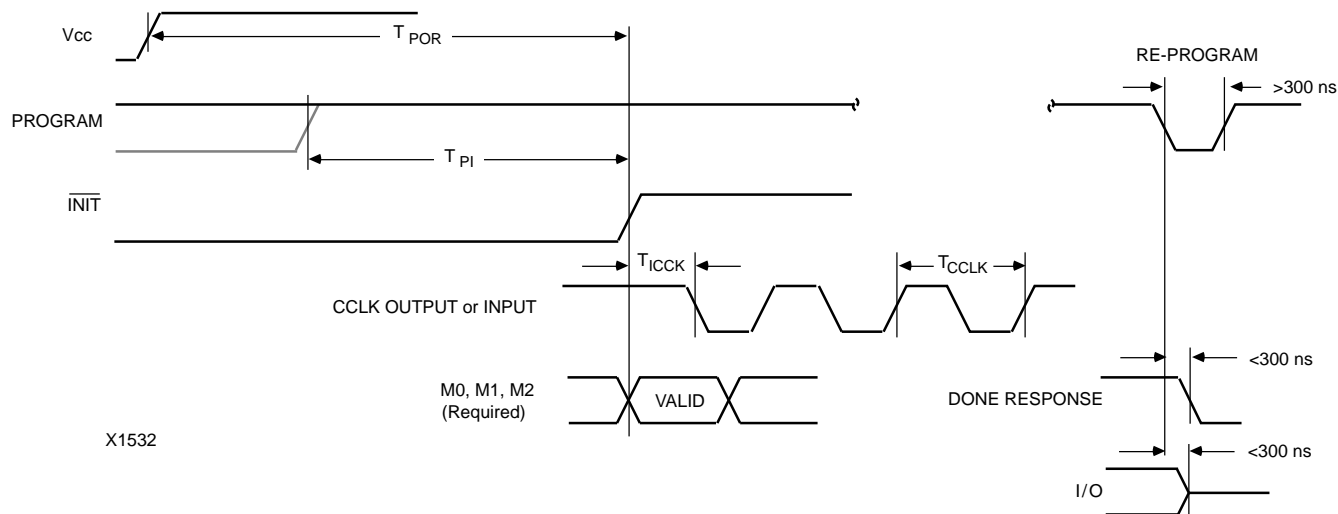 Vcc
T POR
RE-PROGRAM
>300 ns
PROGRAM
T PI
INIT
T ICCK
T CCLK
CCLK OUTPUT or INPUT
<300 ns
M0, M1, M2
(Required)
VALID
DONE RESPONSE
X1532
<300 ns
I/O